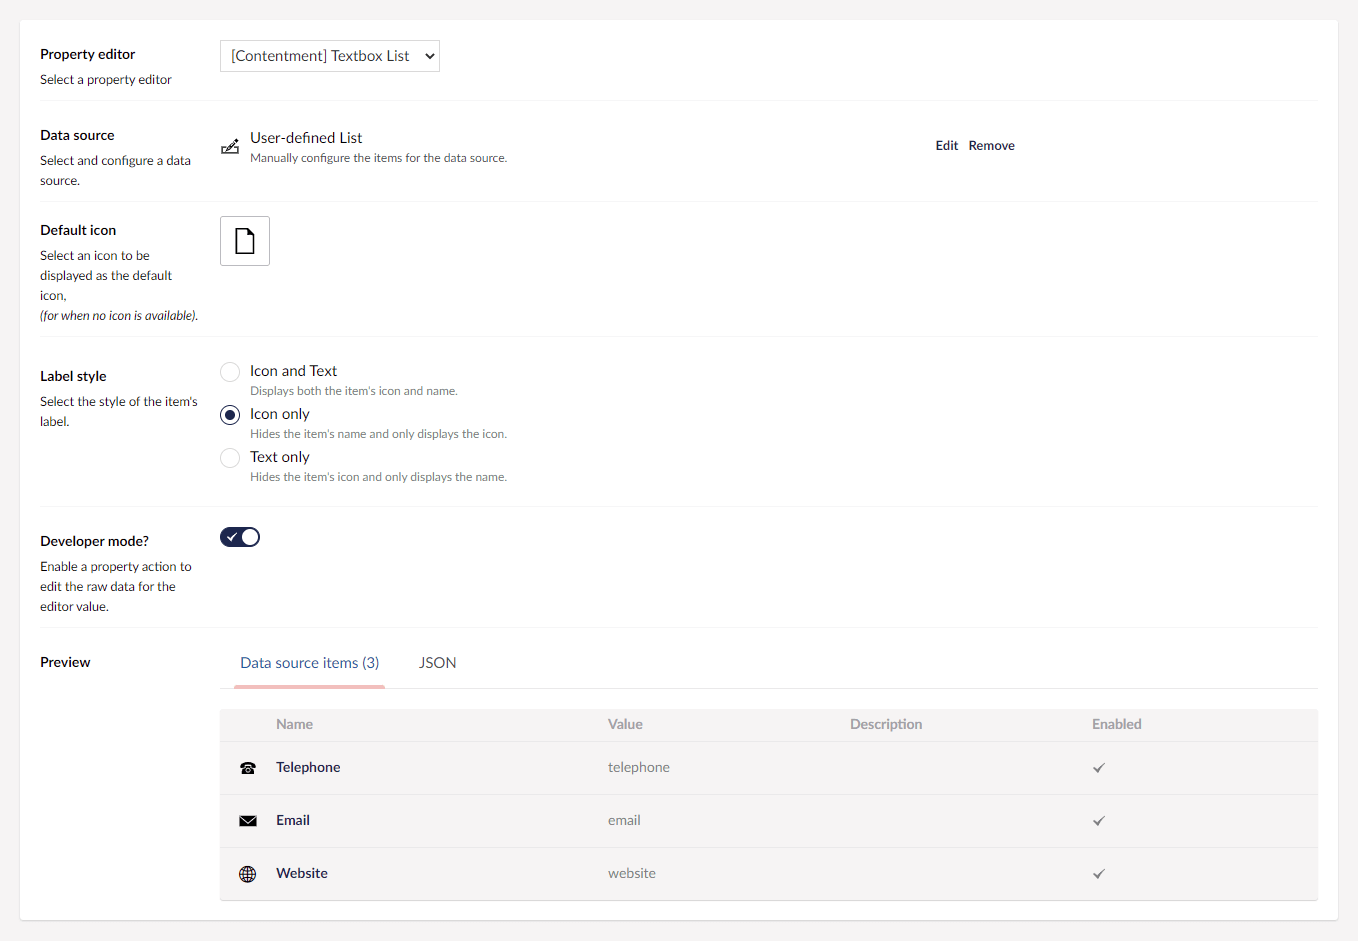 Property editor
Select a property editor
[Contentment] Textbox List
Data source
Select and configure a data
source.
User-defined List
Manually configure the items for the data source.
Edit Remove
Default icon
Select an icon to be
displayed as the default
icon,
(for when no icon is available).
Label style
Select the style of the item's
label.
Icon and Text
Displays both the item's icon and name.
Icon only
Hides the item's name and only displays the icon.
Text only
Hides the item's icon and only displays the name.
Developer mode?
Enable a property action to
edit the raw data for the
editor value.
Preview
Data source items (3) JSON
Name Value Description Enabled
Telephone telephone
Email email
Website website